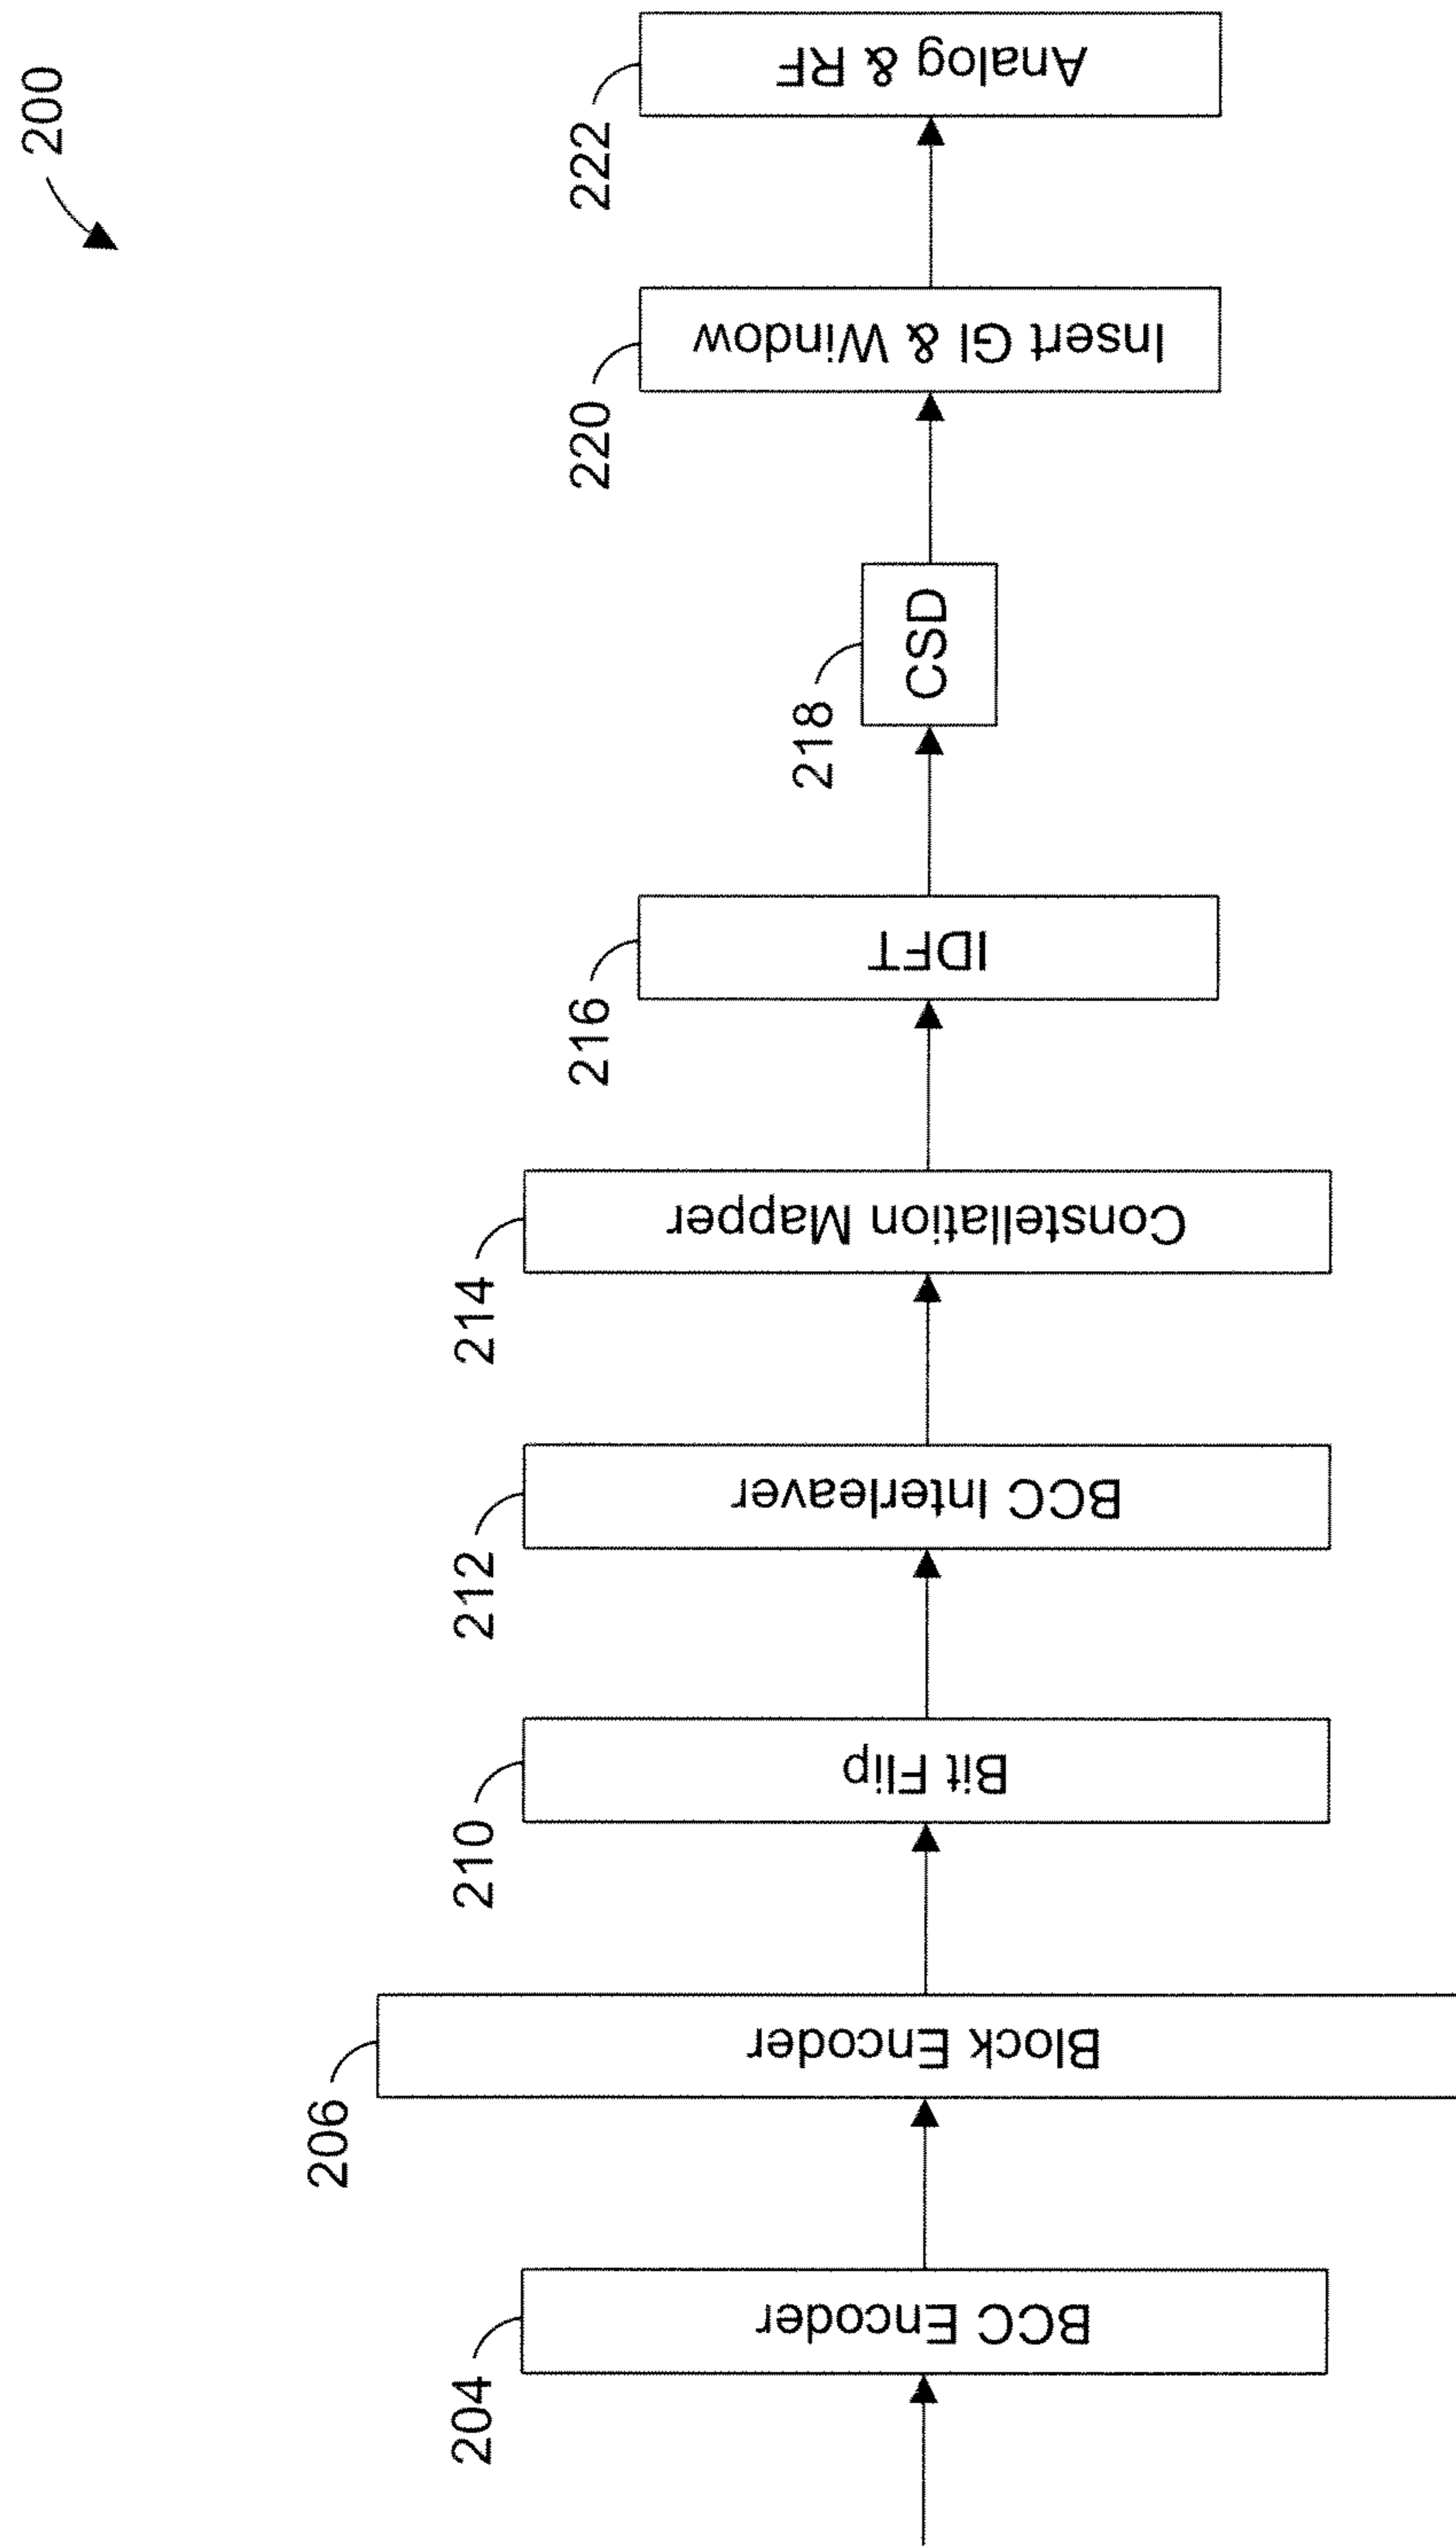 200
204
BCC Encoder
206
Block Encoder
210
Bit Flip
212
BCC Interleaver
214
Constellation Mapper
216
IDFT
218
CSD
220
Insert GI & Window
222
Analog & RF